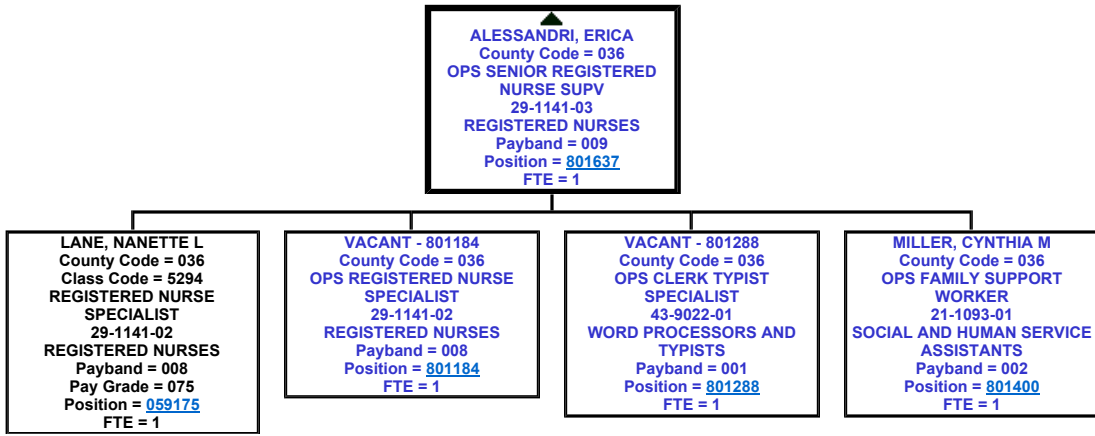 ALESSANDRI, ERICA
County Code = 036
OPS SENIOR REGISTERED
NURSE SUPV
29-1141-03
REGISTERED NURSES
Payband = 009
Position = 801637
FTE = 1
LANE, NANETTE L
County Code = 036
Class Code = 5294
REGISTERED NURSE
SPECIALIST
29-1141-02
REGISTERED NURSES
Payband = 008
Pay Grade = 075
Position = 059175
FTE = 1
VACANT - 801184
County Code = 036
OPS REGISTERED NURSE
SPECIALIST
29-1141-02
REGISTERED NURSES
Payband = 008
Position = 801184
FTE = 1
VACANT - 801288
County Code = 036
OPS CLERK TYPIST
SPECIALIST
43-9022-01
WORD PROCESSORS AND
TYPISTS
Payband = 001
Position = 801288
FTE = 1
MILLER, CYNTHIA M
County Code = 036
OPS FAMILY SUPPORT
WORKER
21-1093-01
SOCIAL AND HUMAN SERVICE
ASSISTANTS
Payband = 002
Position = 801400
FTE = 1